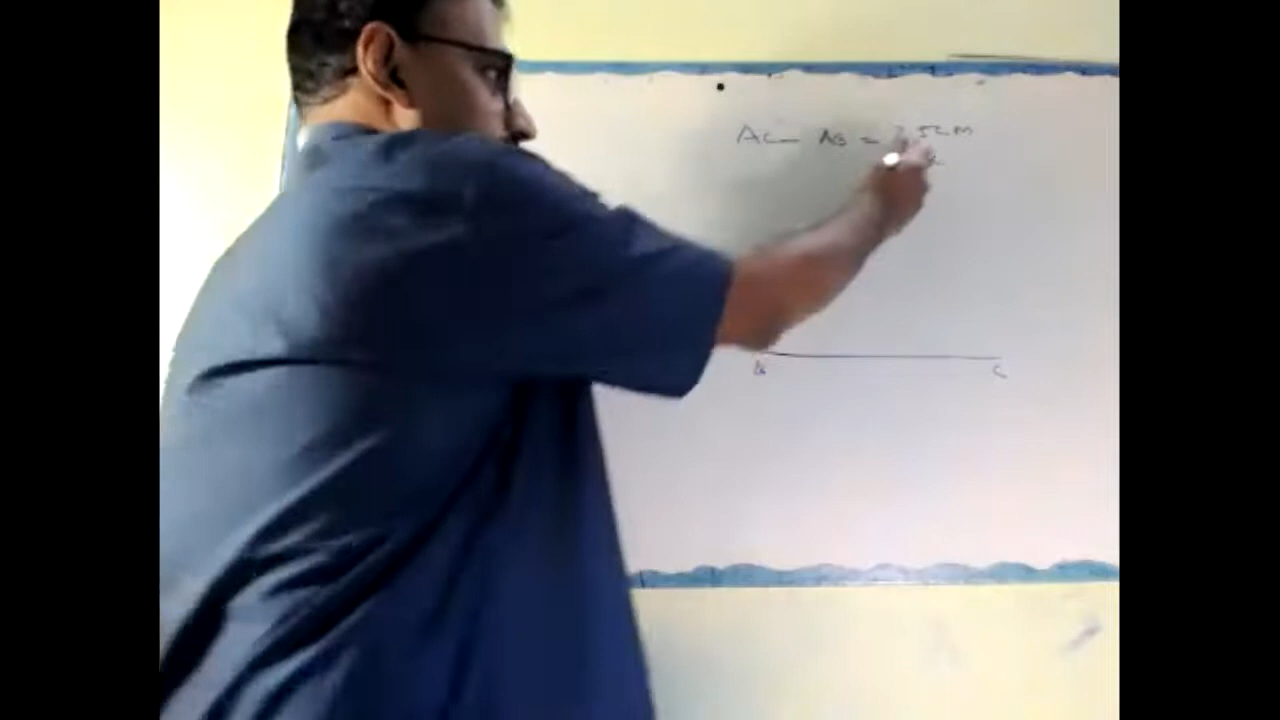 AC — AB = 3.5CM
B C